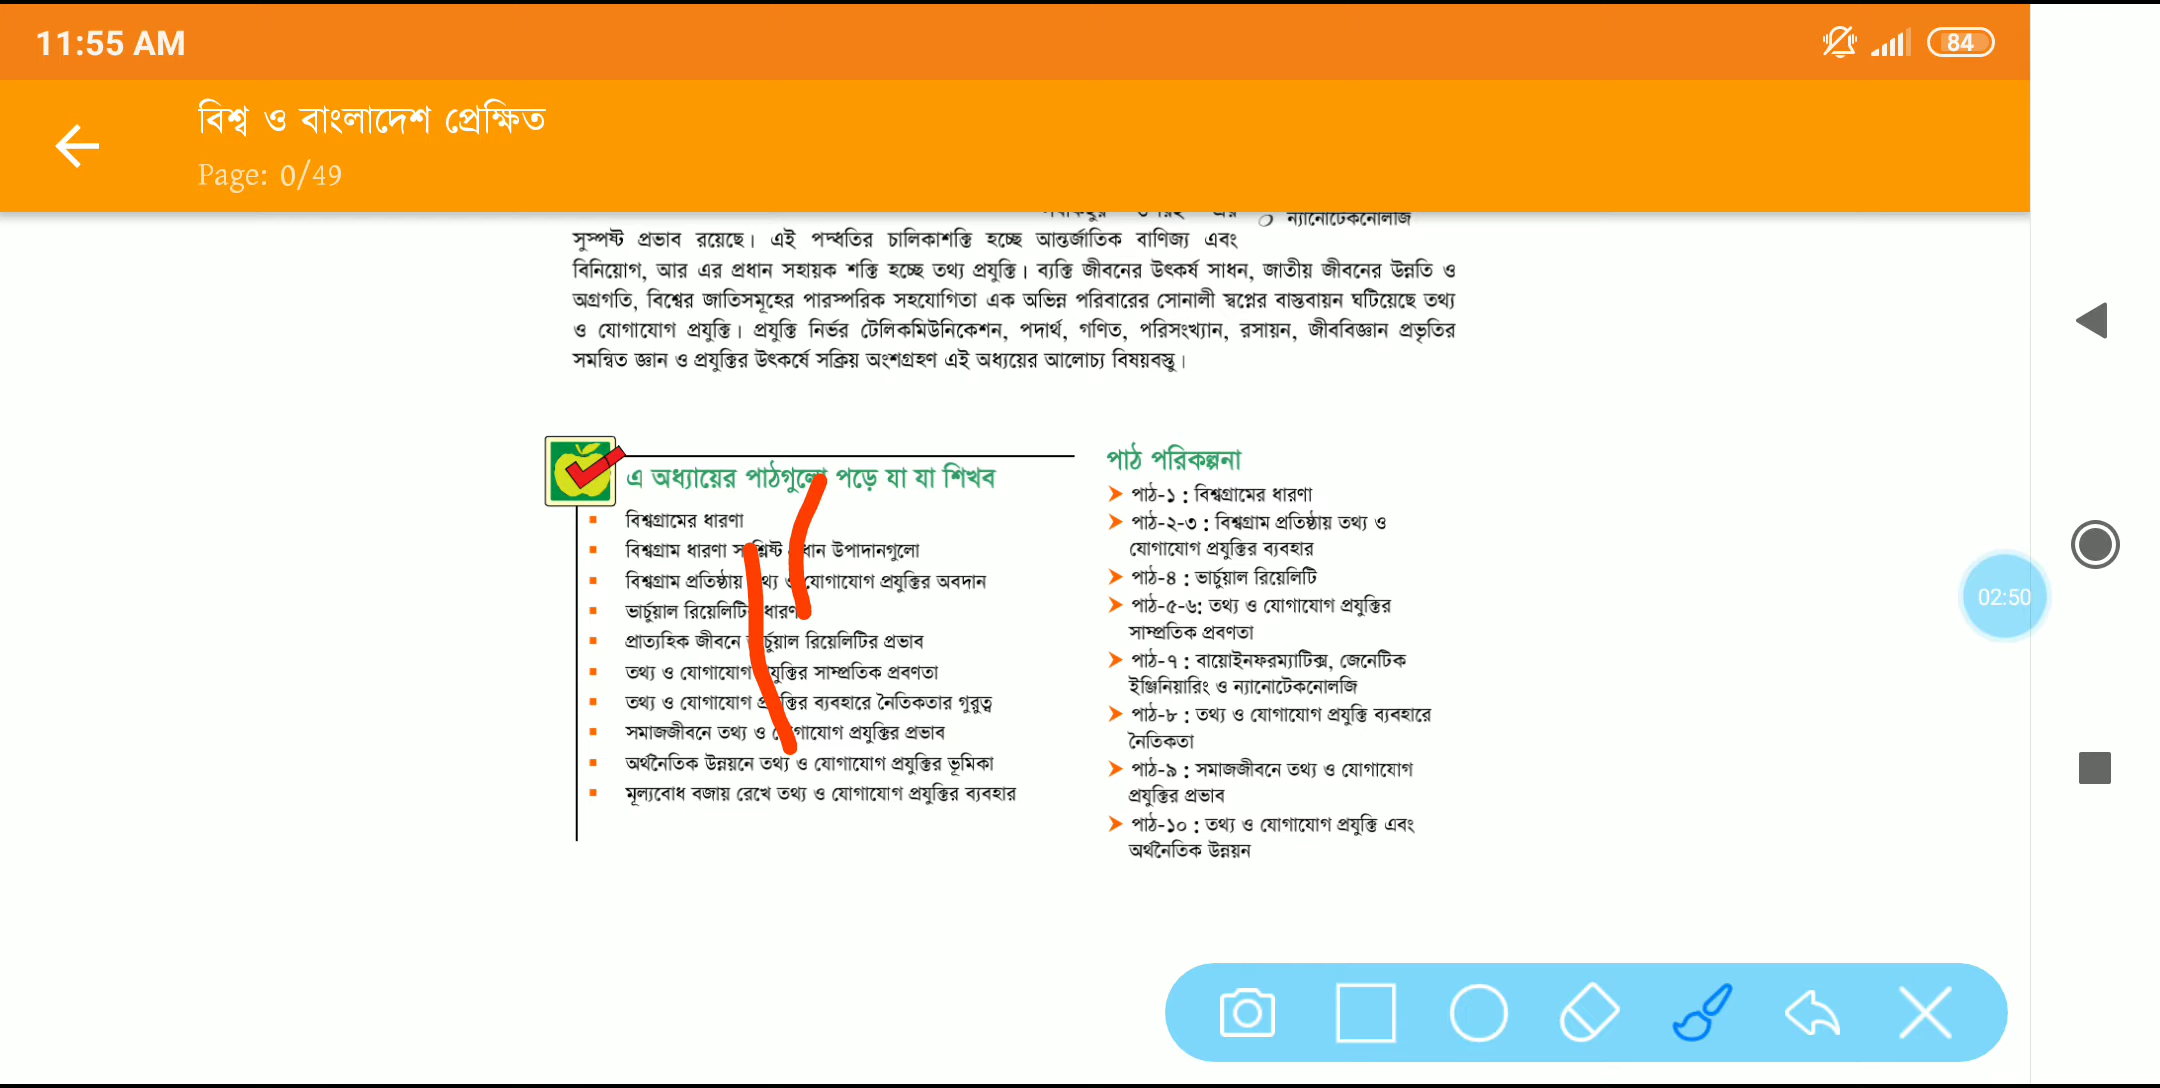 11:55 AM
84
বিশ্ব ও বাংলাদেশ প্রেক্ষিত
Page: 0/49
ন্যানোটেকনোলজি
সুস্পষ্ট প্রভাব রয়েছে। এই পদ্ধতির চালিকাশক্তি হচ্ছে আন্তর্জাতিক বাণিজ্য এবং
বিনিয়োগ, আর এর প্রধান সহায়ক শক্তি হচ্ছে তথ্য প্রযুক্তি। ব্যক্তি জীবনের উৎকর্ষ সাধন, জাতীয় জীবনের উন্নতি ও
অগ্রগতি, বিশ্বের জাতিসমূহের পারস্পরিক সহযোগিতা এক অভিন্ন পরিবারের সোনালী স্বপ্নের বাস্তবায়ন ঘটিয়েছে তথ্য
ও যোগাযোগ প্রযুক্তি। প্রযুক্তি নির্ভর টেলিকমিউনিকেশন, পদার্থ, গণিত, পরিসংখ্যান, রসায়ন, জীববিজ্ঞান প্রভৃতির
সমন্বিত জ্ঞান ও প্রযুক্তির উৎকর্ষে সক্রিয় অংশগ্রহণ এই অধ্যায়ের আলোচ্য বিষয়বস্তু।
এ অধ্যায়ের পাঠগুলো পড়ে যা যা শিখব
বিশ্বগ্রামের ধারণা
বিশ্বগ্রাম ধারণা সংশ্লিষ্ট প্রধান উপাদানগুলো
বিশ্বগ্রাম প্রতিষ্ঠায় তথ্য ও যোগাযোগ প্রযুক্তির অবদান
ভার্চুয়াল রিয়েলিটির ধারণা
প্রাত্যহিক জীবনে ভার্চুয়াল রিয়েলিটির প্রভাব
তথ্য ও যোগাযোগ প্রযুক্তির সাম্প্রতিক প্রবণতা
তথ্য ও যোগাযোগ প্রযুক্তির ব্যবহারে নৈতিকতার গুরুত্ব
সমাজজীবনে তথ্য ও যোগাযোগ প্রযুক্তির প্রভাব
অর্থনৈতিক উন্নয়নে তথ্য ও যোগাযোগ প্রযুক্তির ভূমিকা
মূল্যবোধ বজায় রেখে তথ্য ও যোগাযোগ প্রযুক্তির ব্যবহার
পাঠ পরিকল্পনা
পাঠ-১ : বিশ্বগ্রামের ধারণা
পাঠ-২-৩ : বিশ্বগ্রাম প্রতিষ্ঠায় তথ্য ও
যোগাযোগ প্রযুক্তির ব্যবহার
পাঠ-৪ : ভার্চুয়াল রিয়েলিটি
পাঠ-৫-৬: তথ্য ও যোগাযোগ প্রযুক্তির
সাম্প্রতিক প্রবণতা
পাঠ-৭ : বায়োইনফরম্যাটিক্স, জেনেটিক
ইঞ্জিনিয়ারিং ও ন্যানোটেকনোলজি
পাঠ-৮ : তথ্য ও যোগাযোগ প্রযুক্তি ব্যবহারে
নৈতিকতা
পাঠ-৯ : সমাজজীবনে তথ্য ও যোগাযোগ
প্রযুক্তির প্রভাব
পাঠ-১০ : তথ্য ও যোগাযোগ প্রযুক্তি এবং
অর্থনৈতিক উন্নয়ন
02:50